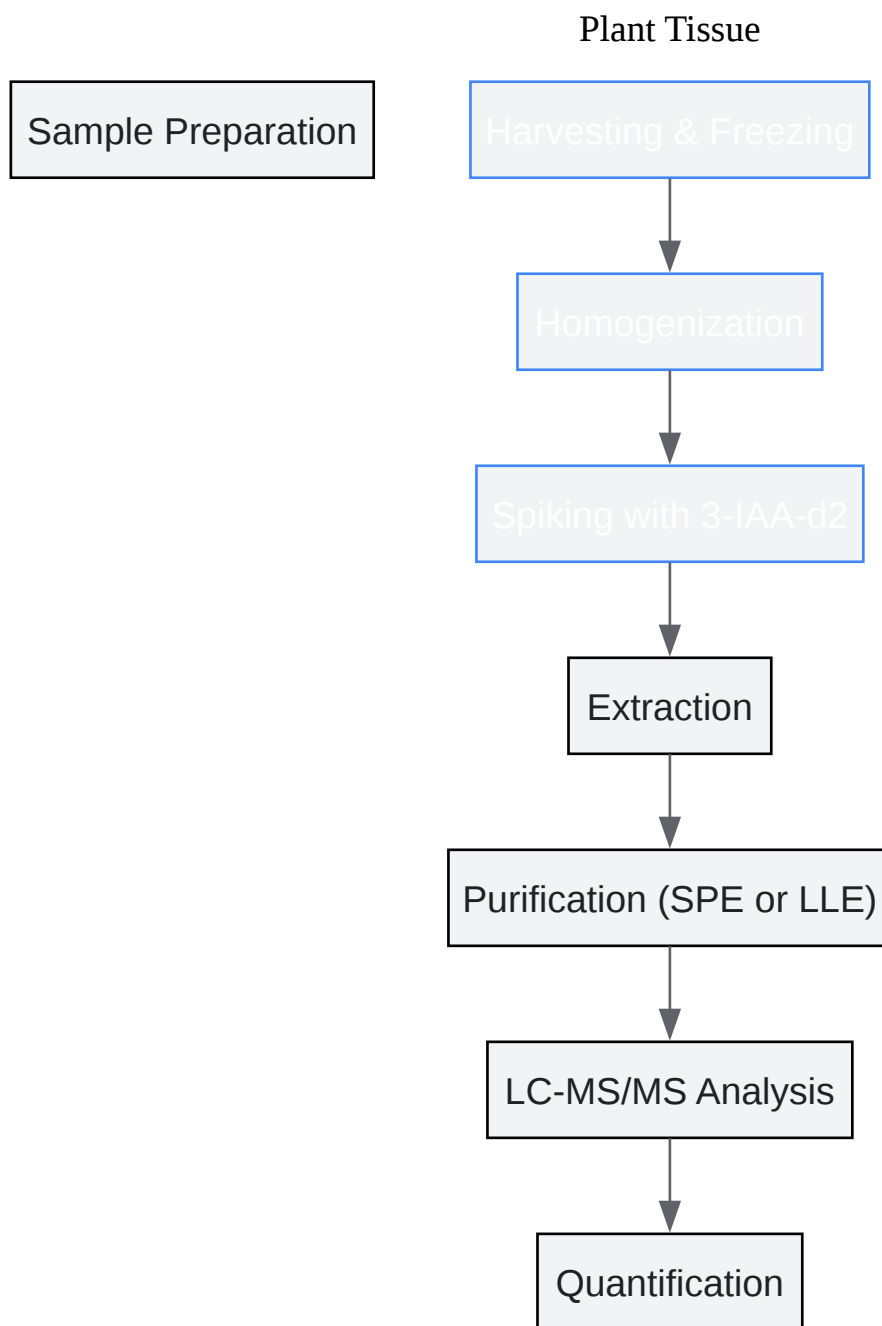 Plant Tissue
Sample Preparation
Harvesting & Freezing
Homogenization
Spiking with 3-IAA-d2
Extraction
Purification (SPE or LLE)
LC-MS/MS Analysis
Quantification